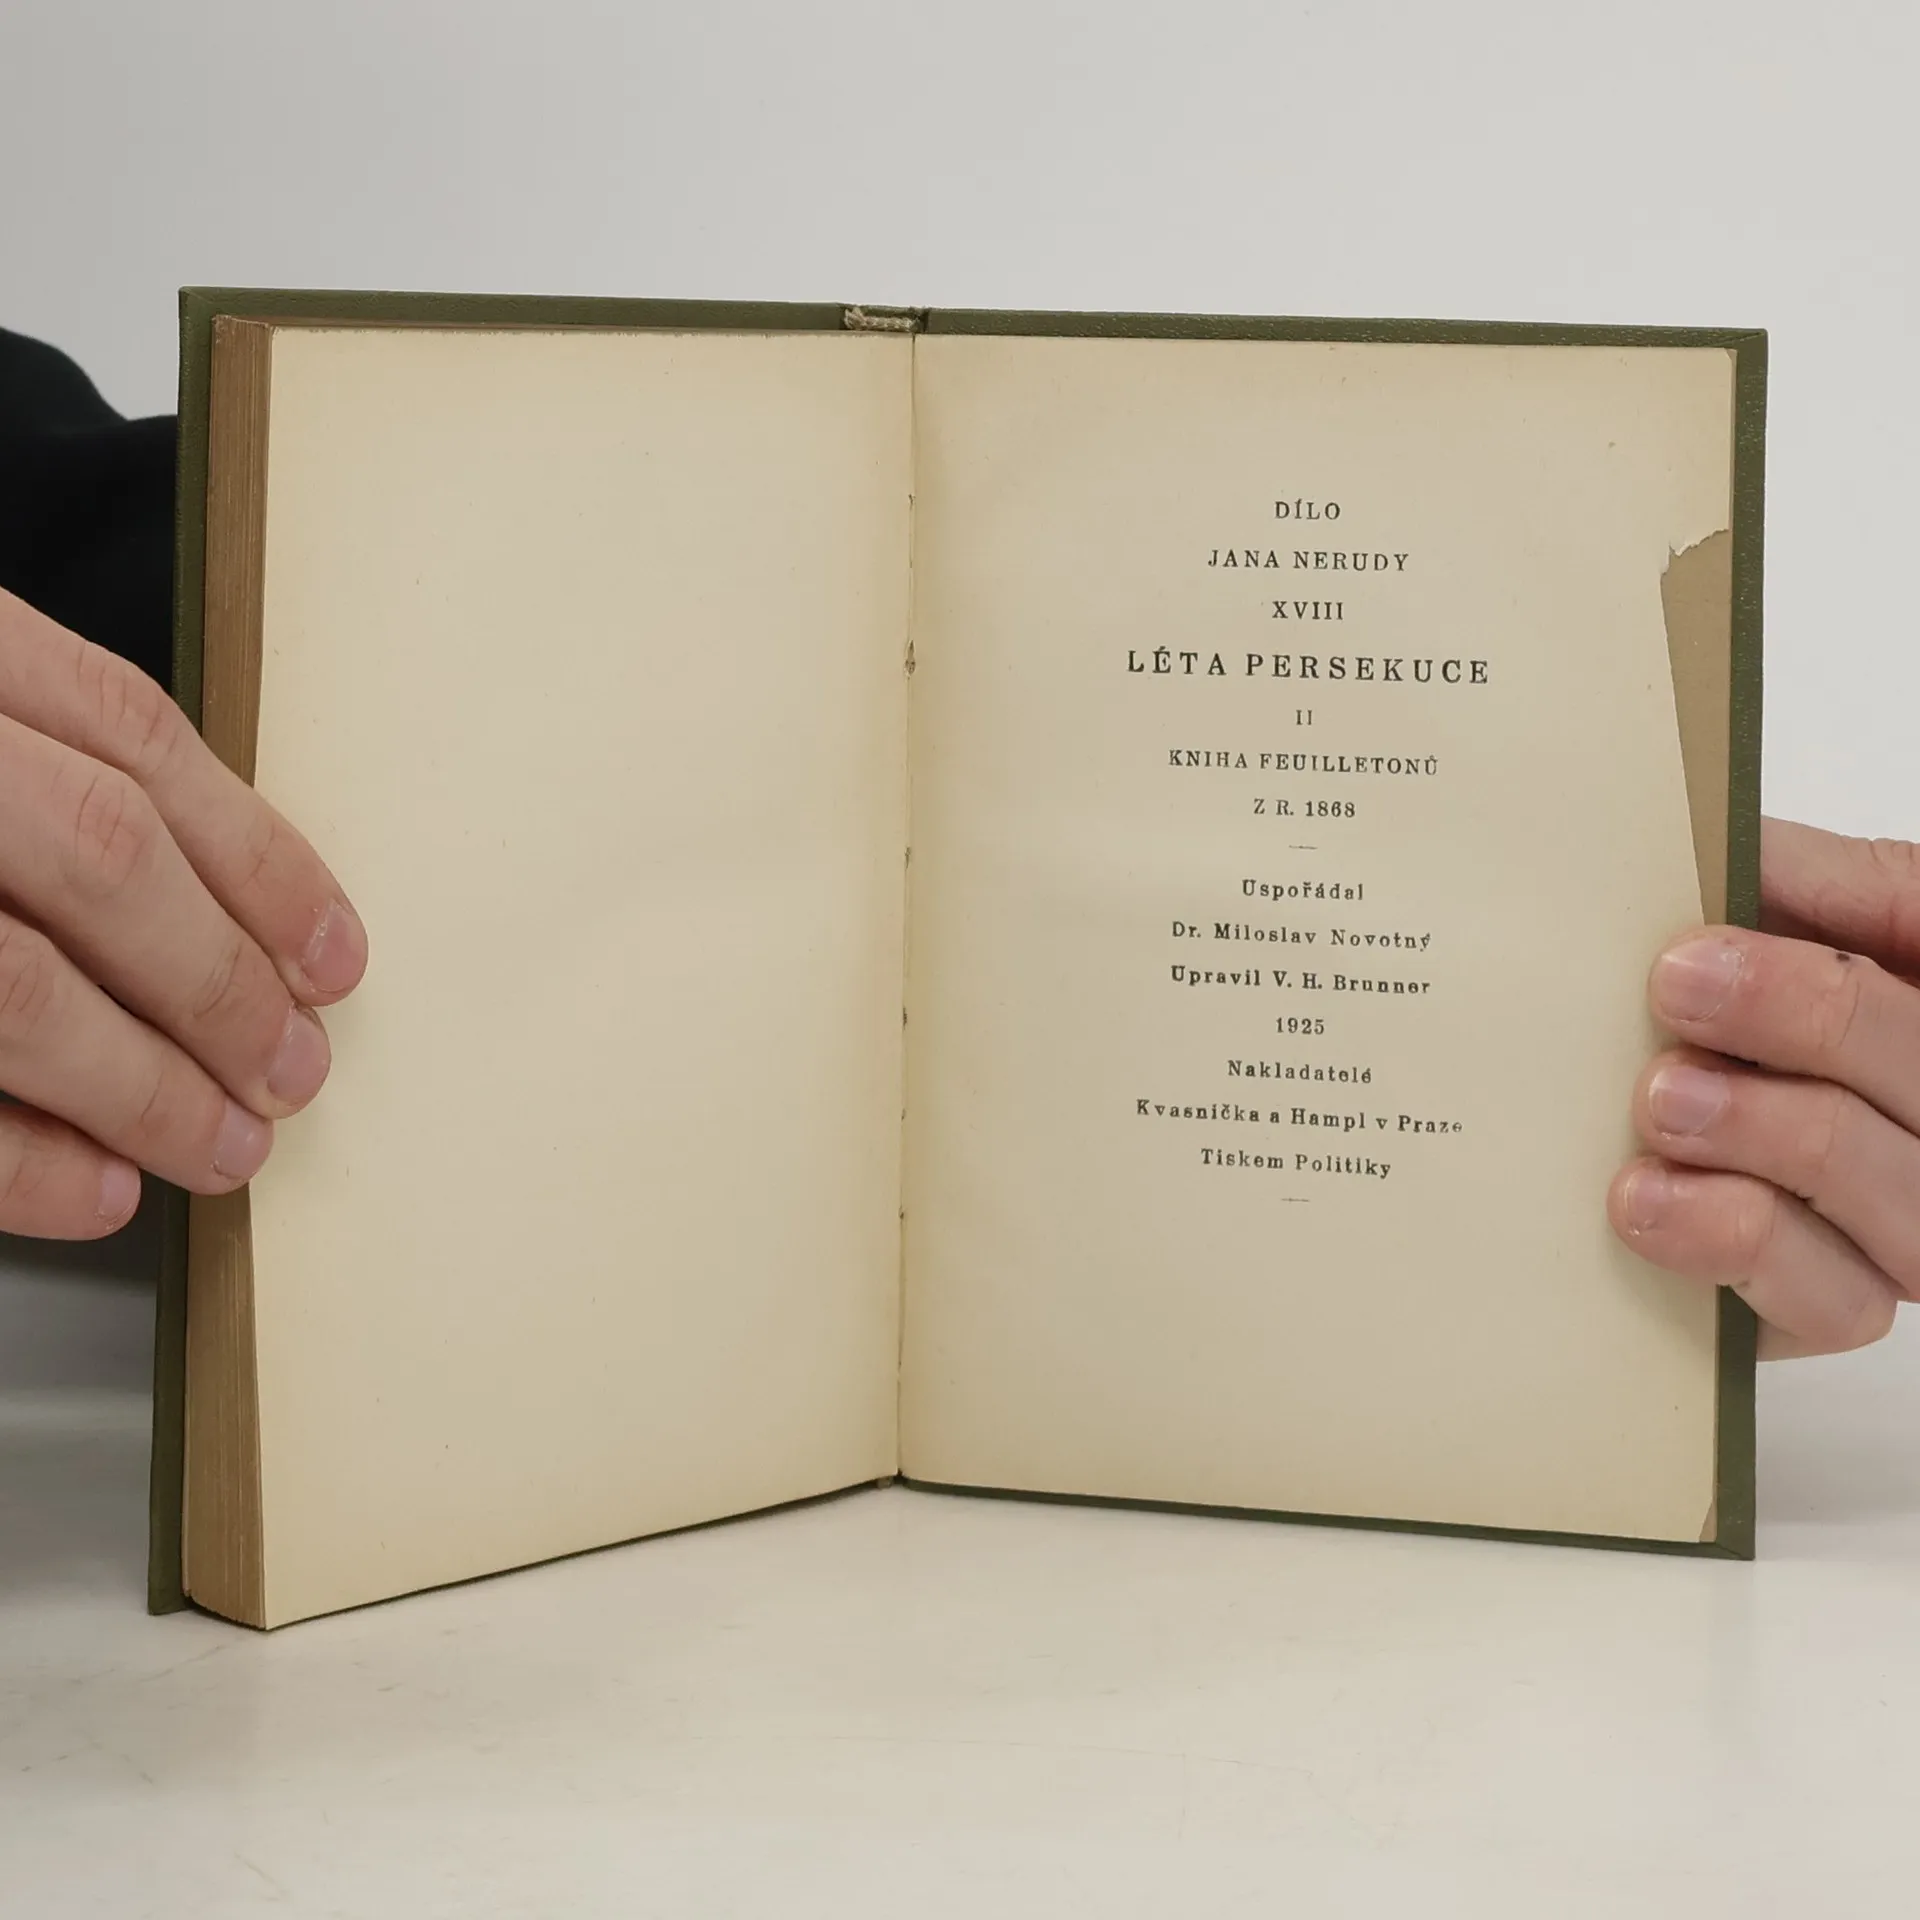 DÍLO
JANA NERUDY
XVIII
LÉTA PERSEKUCE
II
KNIHA FEUILLETONŮ
Z R. 1868
Uspořádal
Dr. Miloslav Novotný
Upravil V. H. Brunner
1925
Nakladatelé
Kvasnička a Hampl v Praze
Tiskem Politiky